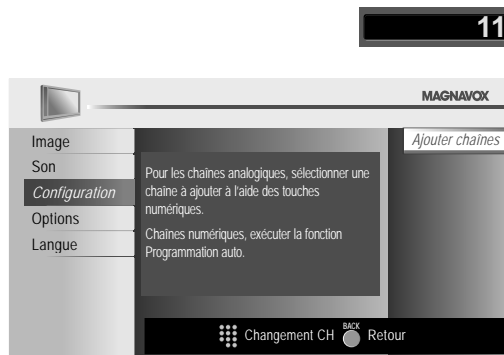 11
MAGNAVOX
Ajouter chaînes
Image
Son
Configuration
Options
Langue
Pour les chaînes analogiques, sélectionner une
chaîne à ajouter à l'aide des touches
numériques.
Chaînes numériques, exécuter la fonction
Programmation auto.
Changement CH
BACK
Retour